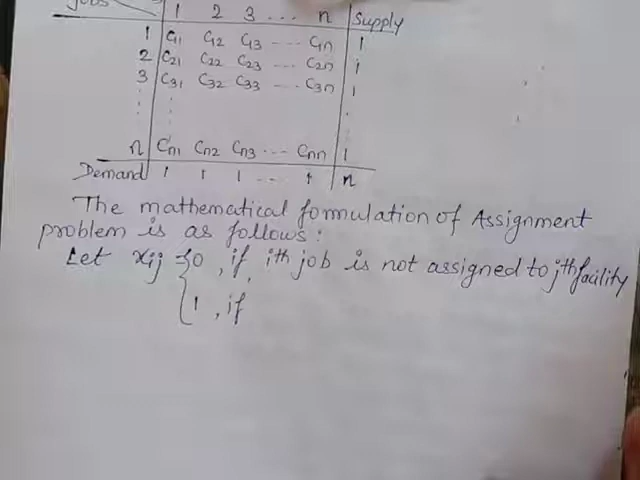 Jobs 1 2 3 ... n Supply
1 C11 C12 C13 --- C1n 1
2 C21 C22 C23 --- C2n 1
3 C31 C32 C33 --- C3n 1
n Cn1 Cn2 Cn3 --- Cnn 1
Demand 1 1 1 --- 1 n
The mathematical formulation of Assignment
problem is as follows:
Let xij {0, if ith job is not assigned to jth facility
1, if